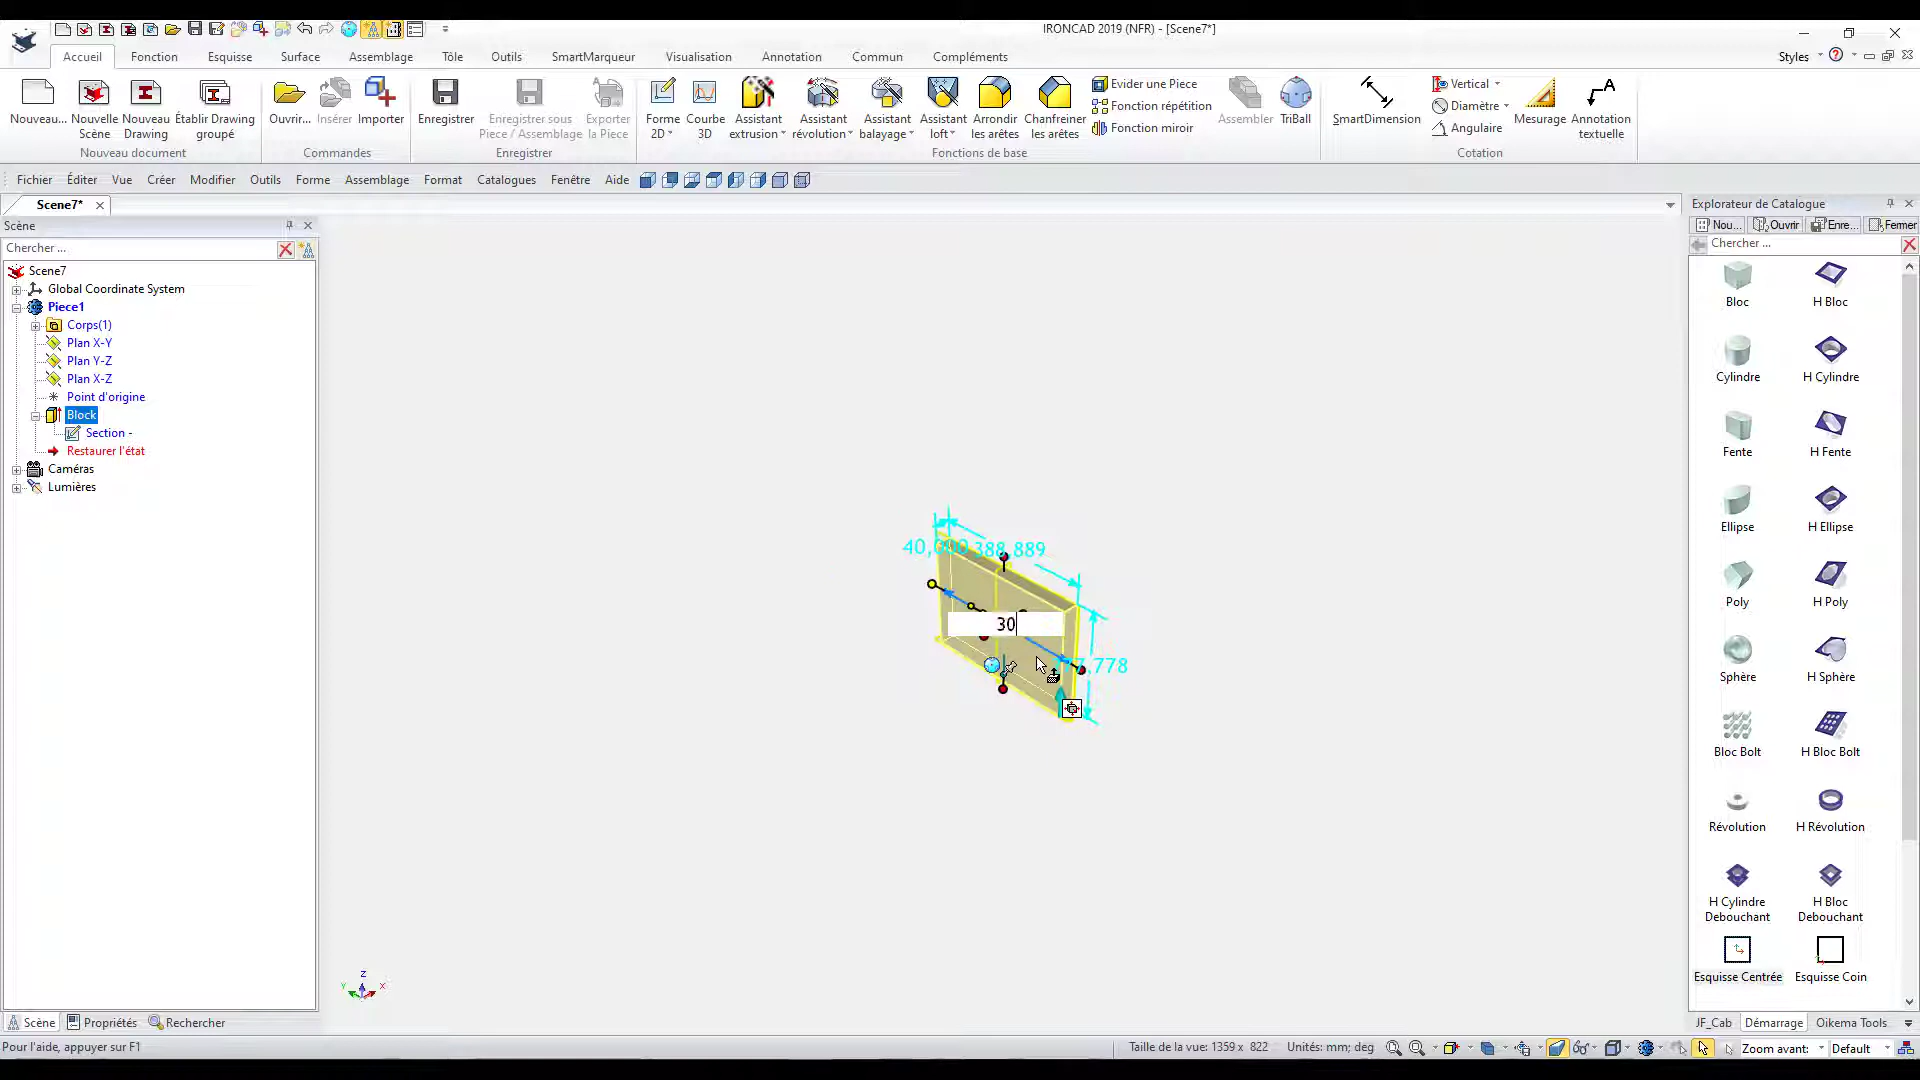 IRONCAD 2019 (NFR) - [Scene7*]
Accueil Fonction Esquisse Surface Assemblage Tôle Outils SmartMarqueur Visualisation Annotation Commun Compléments Styles
Nouveau... Nouvelle Scène Nouveau Drawing Établir Drawing groupé
Ouvrir... Insérer Importer
Enregistrer Enregistrer sous Piece / Assemblage Exporter la Piece
Forme 2D Courbe 3D Assistant extrusion Assistant révolution Assistant balayage Assistant loft Arrondir les arêtes Chanfreiner les arêtes
Evider une Piece
Fonction répétition
Fonction miroir
Assembler TriBall
SmartDimension
Vertical
Diamètre
Angulaire
Mesurage Annotation textuelle
Nouveau document Commandes Enregistrer Fonctions de base Cotation
Fichier Éditer Vue Créer Modifier Outils Forme Assemblage Format Catalogues Fenêtre Aide
Scene7*
Scène
Chercher ...
Scene7
Global Coordinate System
Piece1
Corps(1)
Plan X-Y
Plan Y-Z
Plan X-Z
Point d'origine
Block
Section -
Restaurer l'état
Caméras
Lumières
388,889
30
7,778
Z
Y X
Explorateur de Catalogue
Nou... Ouvrir Enre... Fermer
Chercher ...
Bloc H Bloc
Cylindre H Cylindre
Fente H Fente
Ellipse H Ellipse
Poly H Poly
Sphère H Sphère
Bloc Bolt H Bloc Bolt
Révolution H Révolution
H Cylindre Debouchant H Bloc Debouchant
Esquisse Centrée Esquisse Coin
Scène Propriétés Rechercher
JF_Cab Démarrage Oikema Tools
Pour l'aide, appuyer sur F1
Taille de la vue: 1359 x 822 Unités: mm; deg Zoom avant: Default